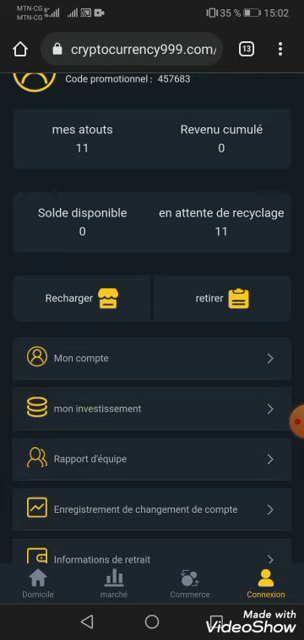 MTN-CG
MTN-CG
35 %
15:02
cryptocurrency999.com/
13
Code promotionnel : 457683
mes atouts
11
Revenu cumulé
0
Solde disponible
0
en attente de recyclage
11
Recharger
retirer
Mon compte
mon investissement
Rapport d'équipe
Enregistrement de changement de compte
Informations de retrait
Domicile
marché
Commerce
Connexion
Made with
VideoShow